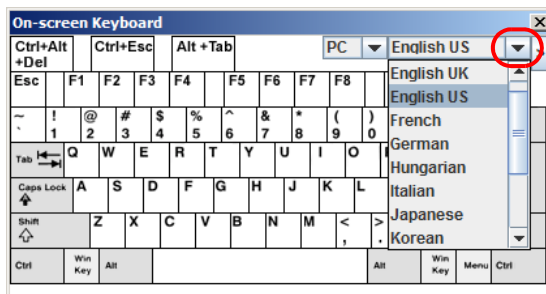 On-screen Keyboard
Ctrl+Alt +Del Ctrl+Esc Alt +Tab PC English US
English UK
English US
French
German
Hungarian
Italian
Japanese
Korean
Esc F1 F2 F3 F4 F5 F6 F7 F8
~ ` ! 1 @ 2 # 3 $ 4 % 5 ^ 6 & 7 * 8 ( 9 ) 0
Tab Q W E R T Y U I O
Caps Lock A S D F G H J K L
Shift Z X C V B N M < , > .
Ctrl Win Key Alt Alt Win Key Menu Ctrl